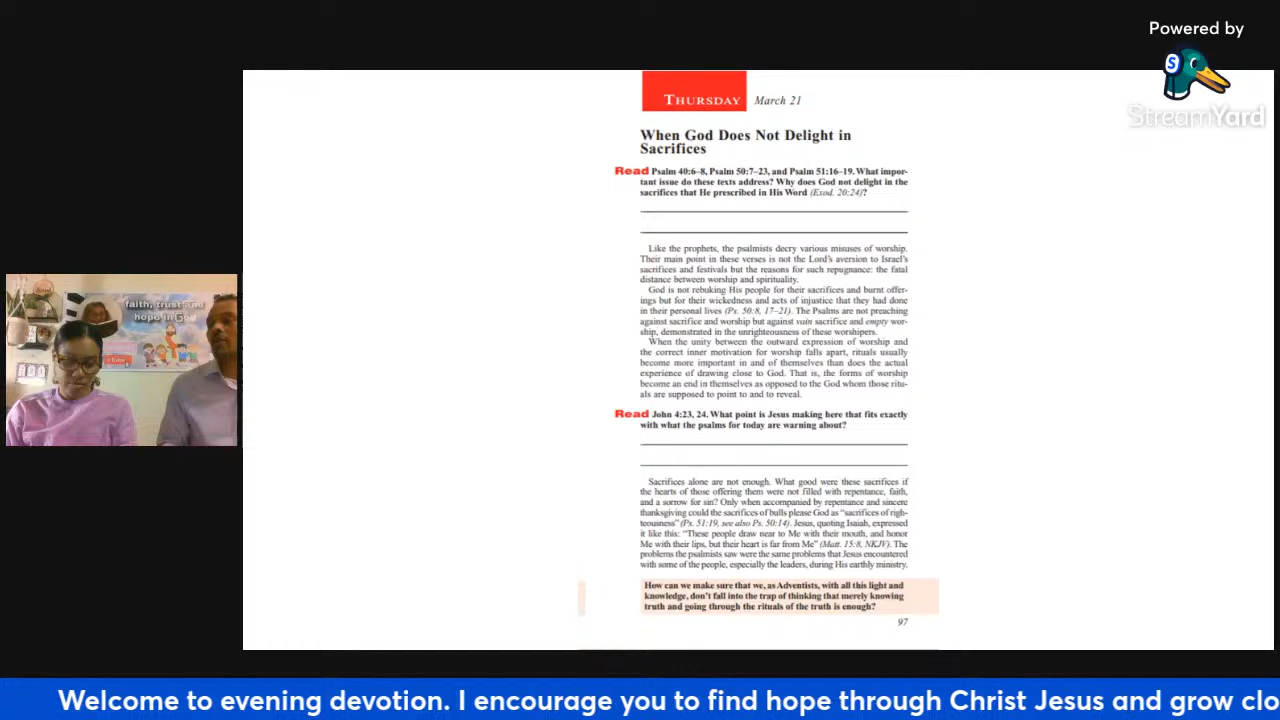 Powered by
S
StreamYard
THURSDAY March 21
When God Does Not Delight in
Sacrifices
Read Psalm 40:6–8, Psalm 50:7–23, and Psalm 51:16–19. What impor-
tant issue do these texts address? Why does God not delight in the
sacrifices that He prescribed in His Word (Exod. 20:24)?
Like the prophets, the psalmists decry various misuses of worship.
Their main point in these verses is not the Lord's aversion to Israel's
sacrifices and festivals but the reasons for such repugnance: the fatal
distance between worship and spirituality.
God is not rebuking His people for their sacrifices and burnt offer-
ings but for their wickedness and acts of injustice that they had done
in their personal lives (Ps. 50:8, 17–21). The Psalms are not preaching
against sacrifice and worship but against vain sacrifice and empty wor-
ship, demonstrated in the unrighteousness of these worshipers.
When the unity between the outward expression of worship and
the correct inner motivation for worship falls apart, rituals usually
become more important in and of themselves than does the actual
experience of drawing close to God. That is, the forms of worship
become an end in themselves as opposed to the God whom those ritu-
als are supposed to point to and to reveal.
Read John 4:23, 24. What point is Jesus making here that fits exactly
with what the psalms for today are warning about?
Sacrifices alone are not enough. What good were these sacrifices if
the hearts of those offering them were not filled with repentance, faith,
and a sorrow for sin? Only when accompanied by repentance and sincere
thanksgiving could the sacrifices of bulls please God as "sacrifices of righ-
teousness" (Ps. 51:19, see also Ps. 50:14). Jesus, quoting Isaiah, expressed
it like this: "These people draw near to Me with their mouth, and honor
Me with their lips, but their heart is far from Me" (Matt. 15:8, NKJV). The
problems the psalmists saw were the same problems that Jesus encountered
with some of the people, especially the leaders, during His earthly ministry.
How can we make sure that we, as Adventists, with all this light and
knowledge, don't fall into the trap of thinking that merely knowing
truth and going through the rituals of the truth is enough?
97
faith, trust and
hope in God
Welcome to evening devotion. I encourage you to find hope through Christ Jesus and grow clo